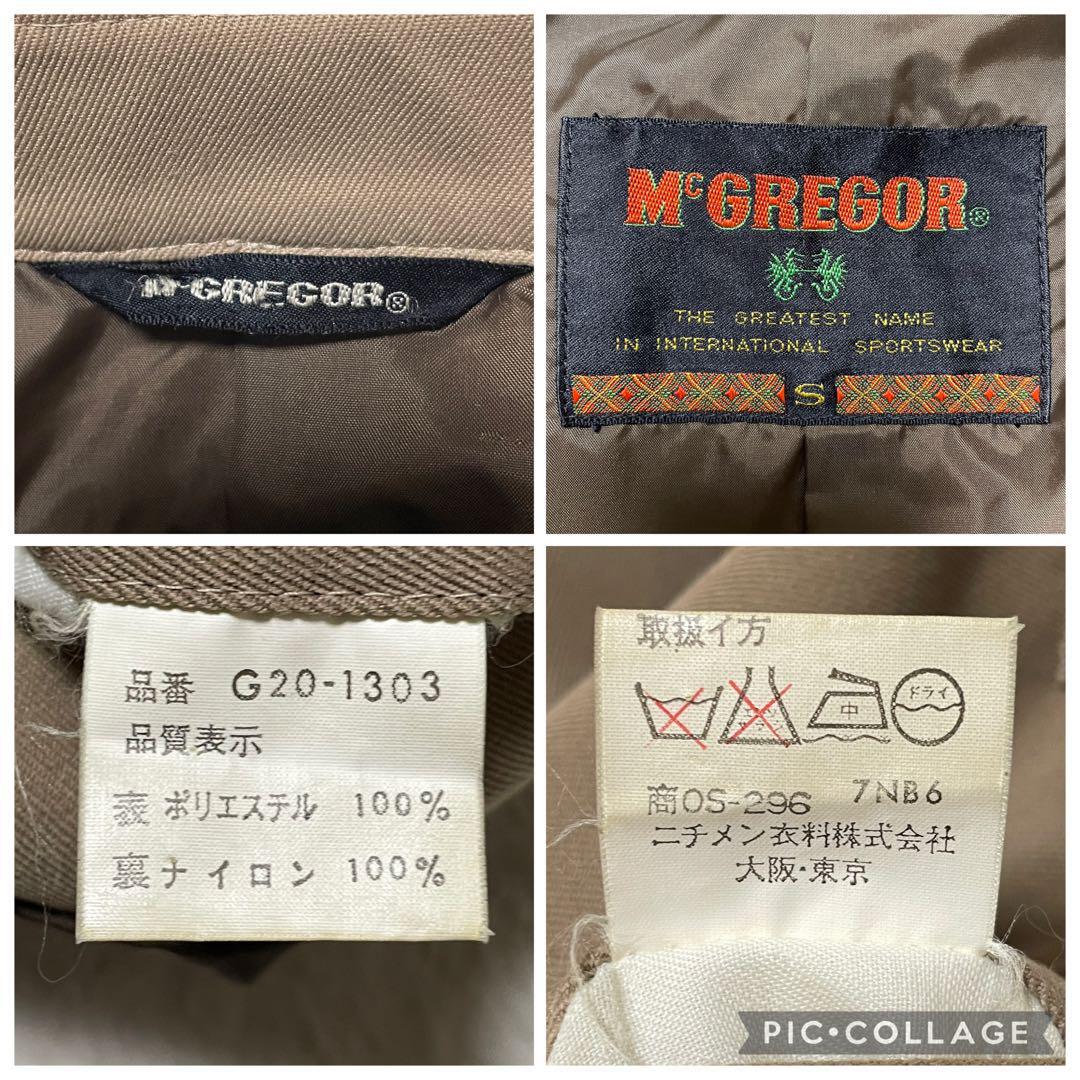 McGREGOR®
McGREGOR®
THE GREATEST NAME
IN INTERNATIONAL SPORTSWEAR
S
品番 G20-1303
品質表示
表 ポリエステル 100%
裏 ナイロン 100%
取扱イ方
中
ドライ
商OS-296 7NB6
ニチメン衣料株式会社
大阪・東京
PIC•COLLAGE